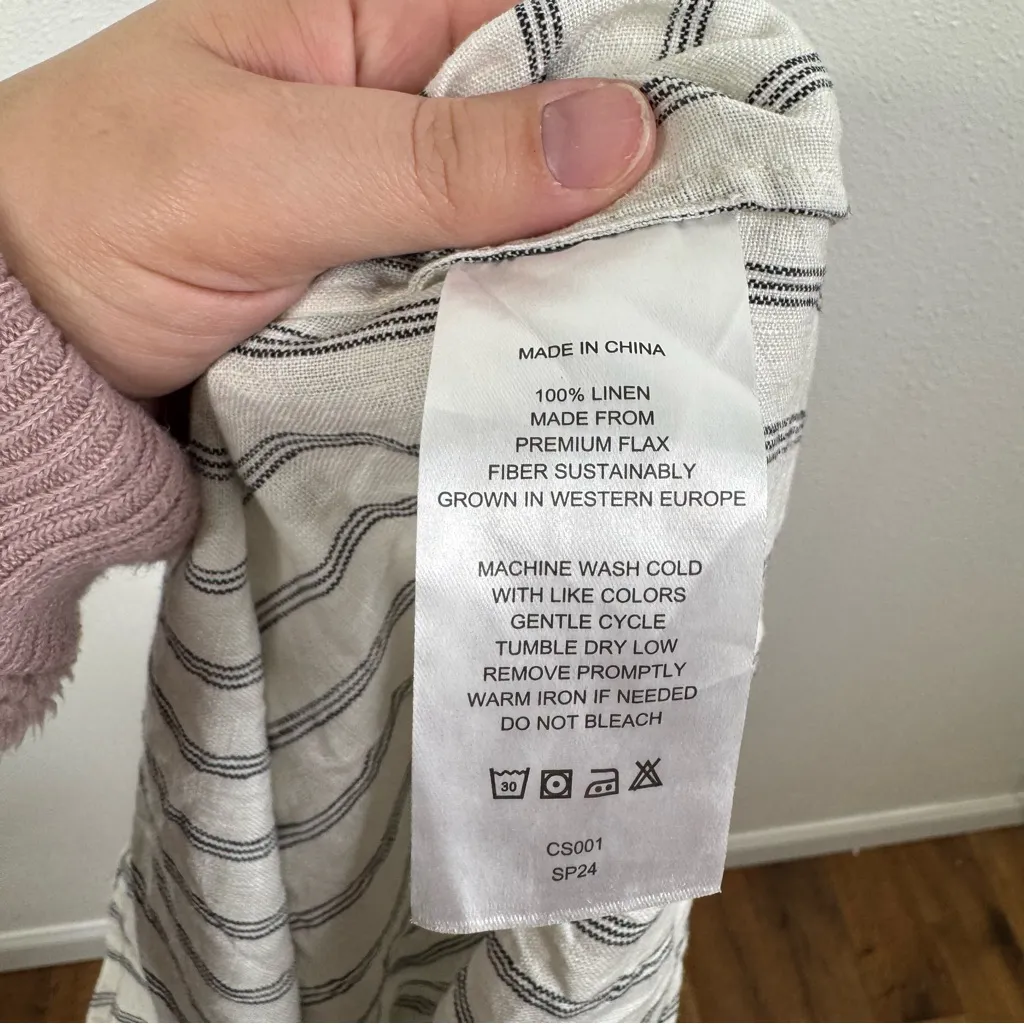 MADE IN CHINA
100% LINEN
MADE FROM
PREMIUM FLAX
FIBER SUSTAINABLY
GROWN IN WESTERN EUROPE
MACHINE WASH COLD
WITH LIKE COLORS
GENTLE CYCLE
TUMBLE DRY LOW
REMOVE PROMPTLY
WARM IRON IF NEEDED
DO NOT BLEACH
30
CS001
SP24